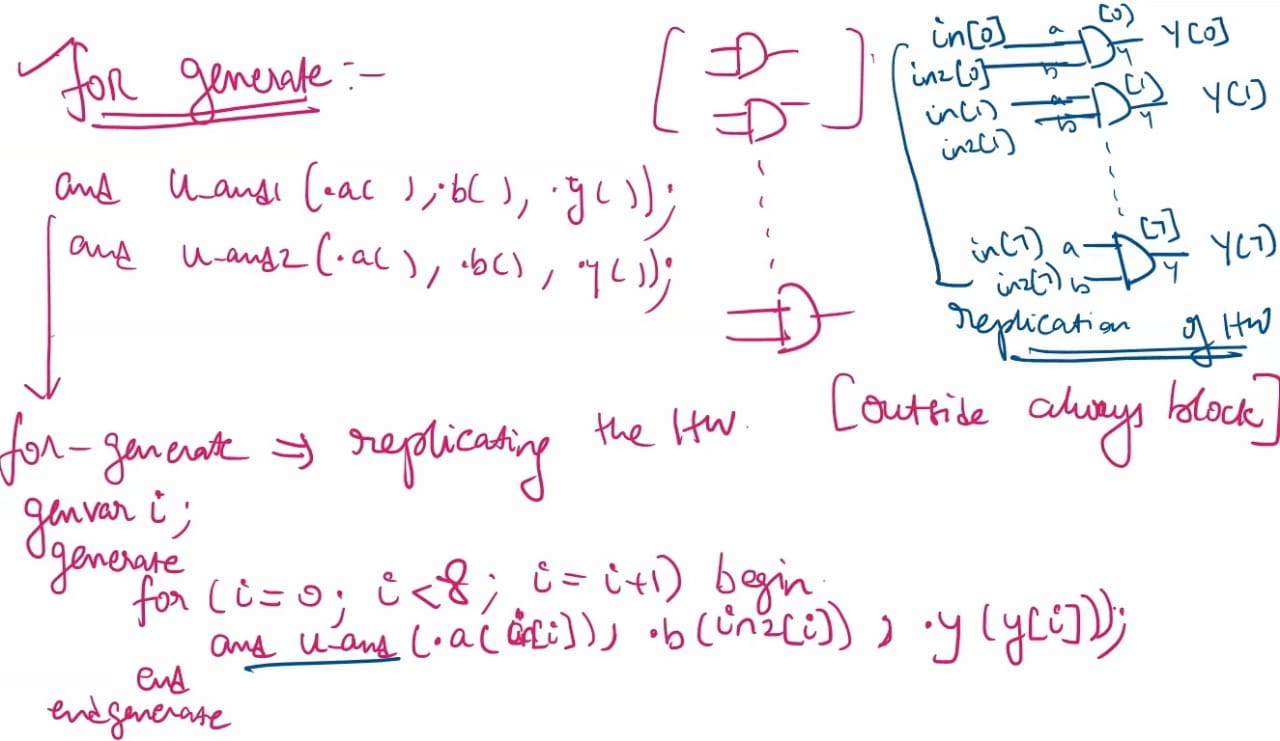 for generate :-
and u_and1 (.a( ), .b( ), .y( ));
and u_and2 (.a( ), .b( ), .y( ));
in[0] a [0] y Y[0]
in2[0] b
in[1] a [1] y Y[1]
in2[1] b
in[7] a [7] y Y[7]
in2[7] b
replication of HW
[outside always block]
for-generate ⇒ replicating the HW.
genvar i;
generate
for (i=0; i<8; i=i+1) begin
and u_and (.a(in[i]), .b(in2[i]), .y(y[i]));
end
endgenerate